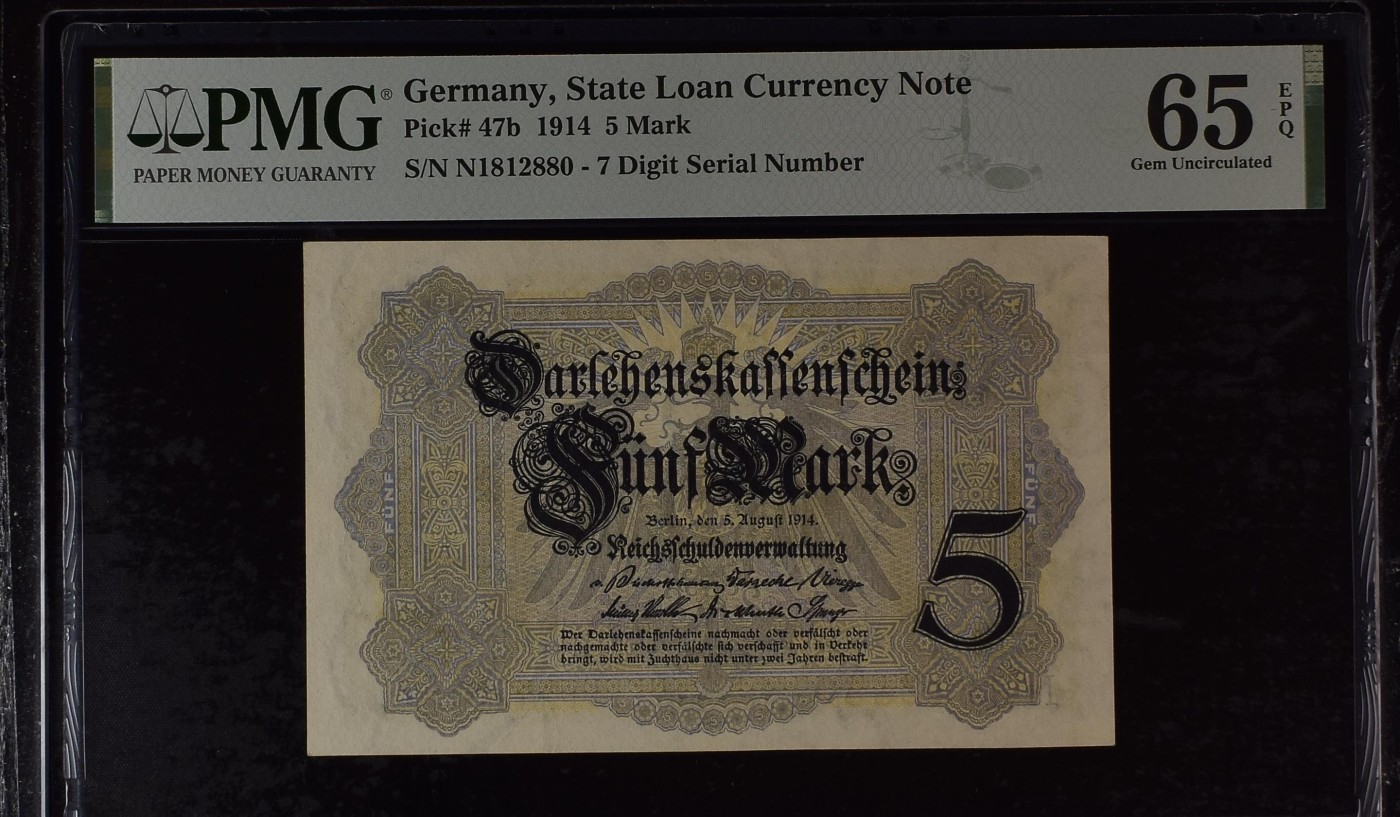 PMG®
PAPER MONEY GUARANTY
Germany, State Loan Currency Note
Pick# 47b 1914 5 Mark
S/N N1812880 - 7 Digit Serial Number
65
EPQ
Gem Uncirculated
Darlehenskaſſenſchein
Fünf Mark
Berlin, den 5. Auguſt 1914.
Reichsſchuldenverwaltung
Wer Darlehenskaſſenſcheine nachmacht oder verfälſcht oder
nachgemachte oder verfälſchte ſich verſchafft und in Verkehr
bringt, wird mit Zuchthaus nicht unter zwei Jahren beſtraft.
5
FÜNF
FÜNF